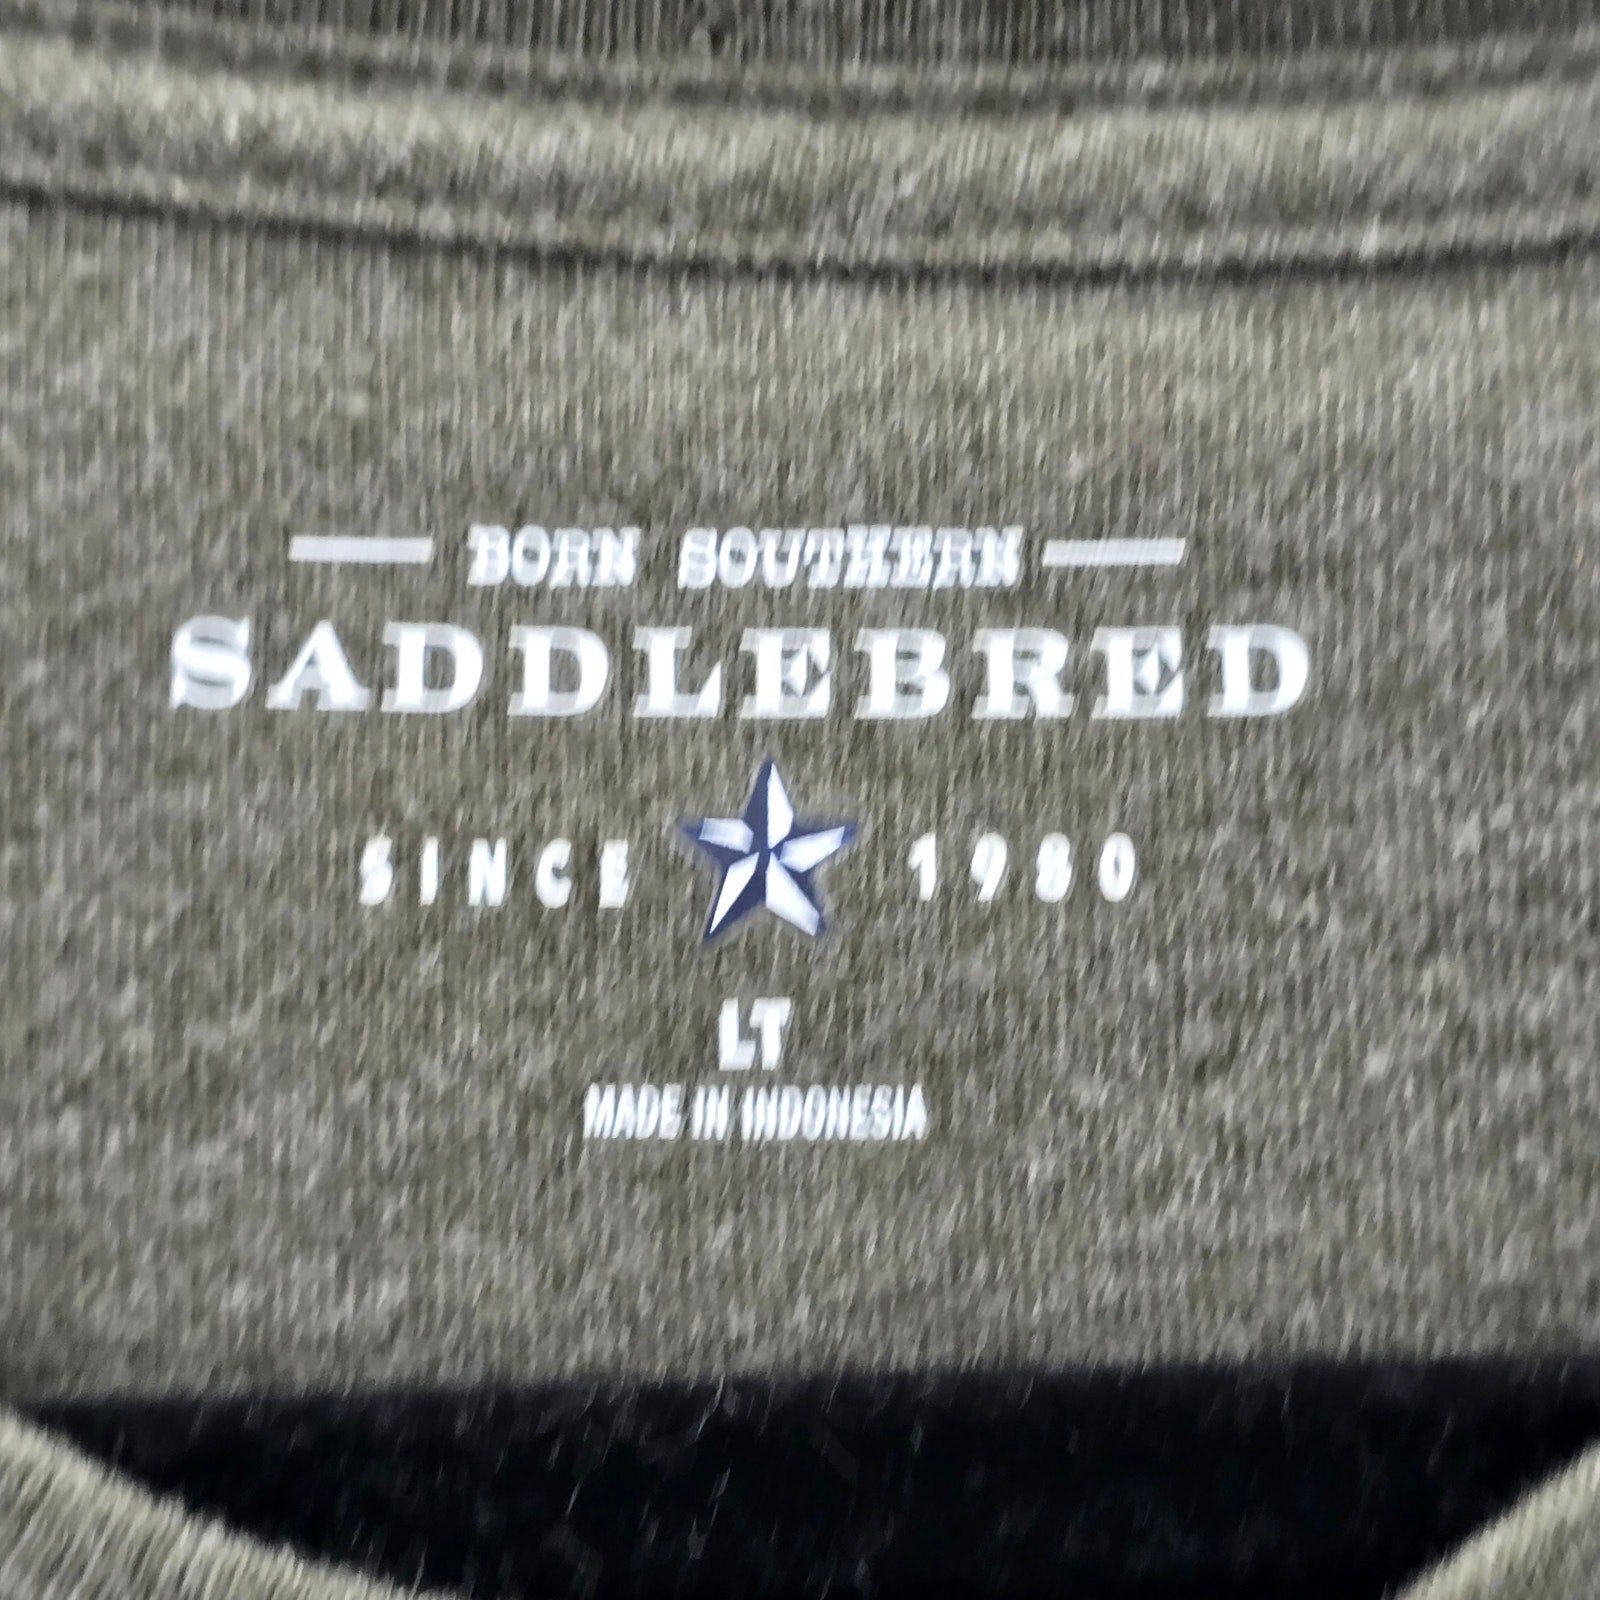 BORN SOUTHERN
SADDLEBRED
SINCE 1980
LT
MADE IN INDONESIA